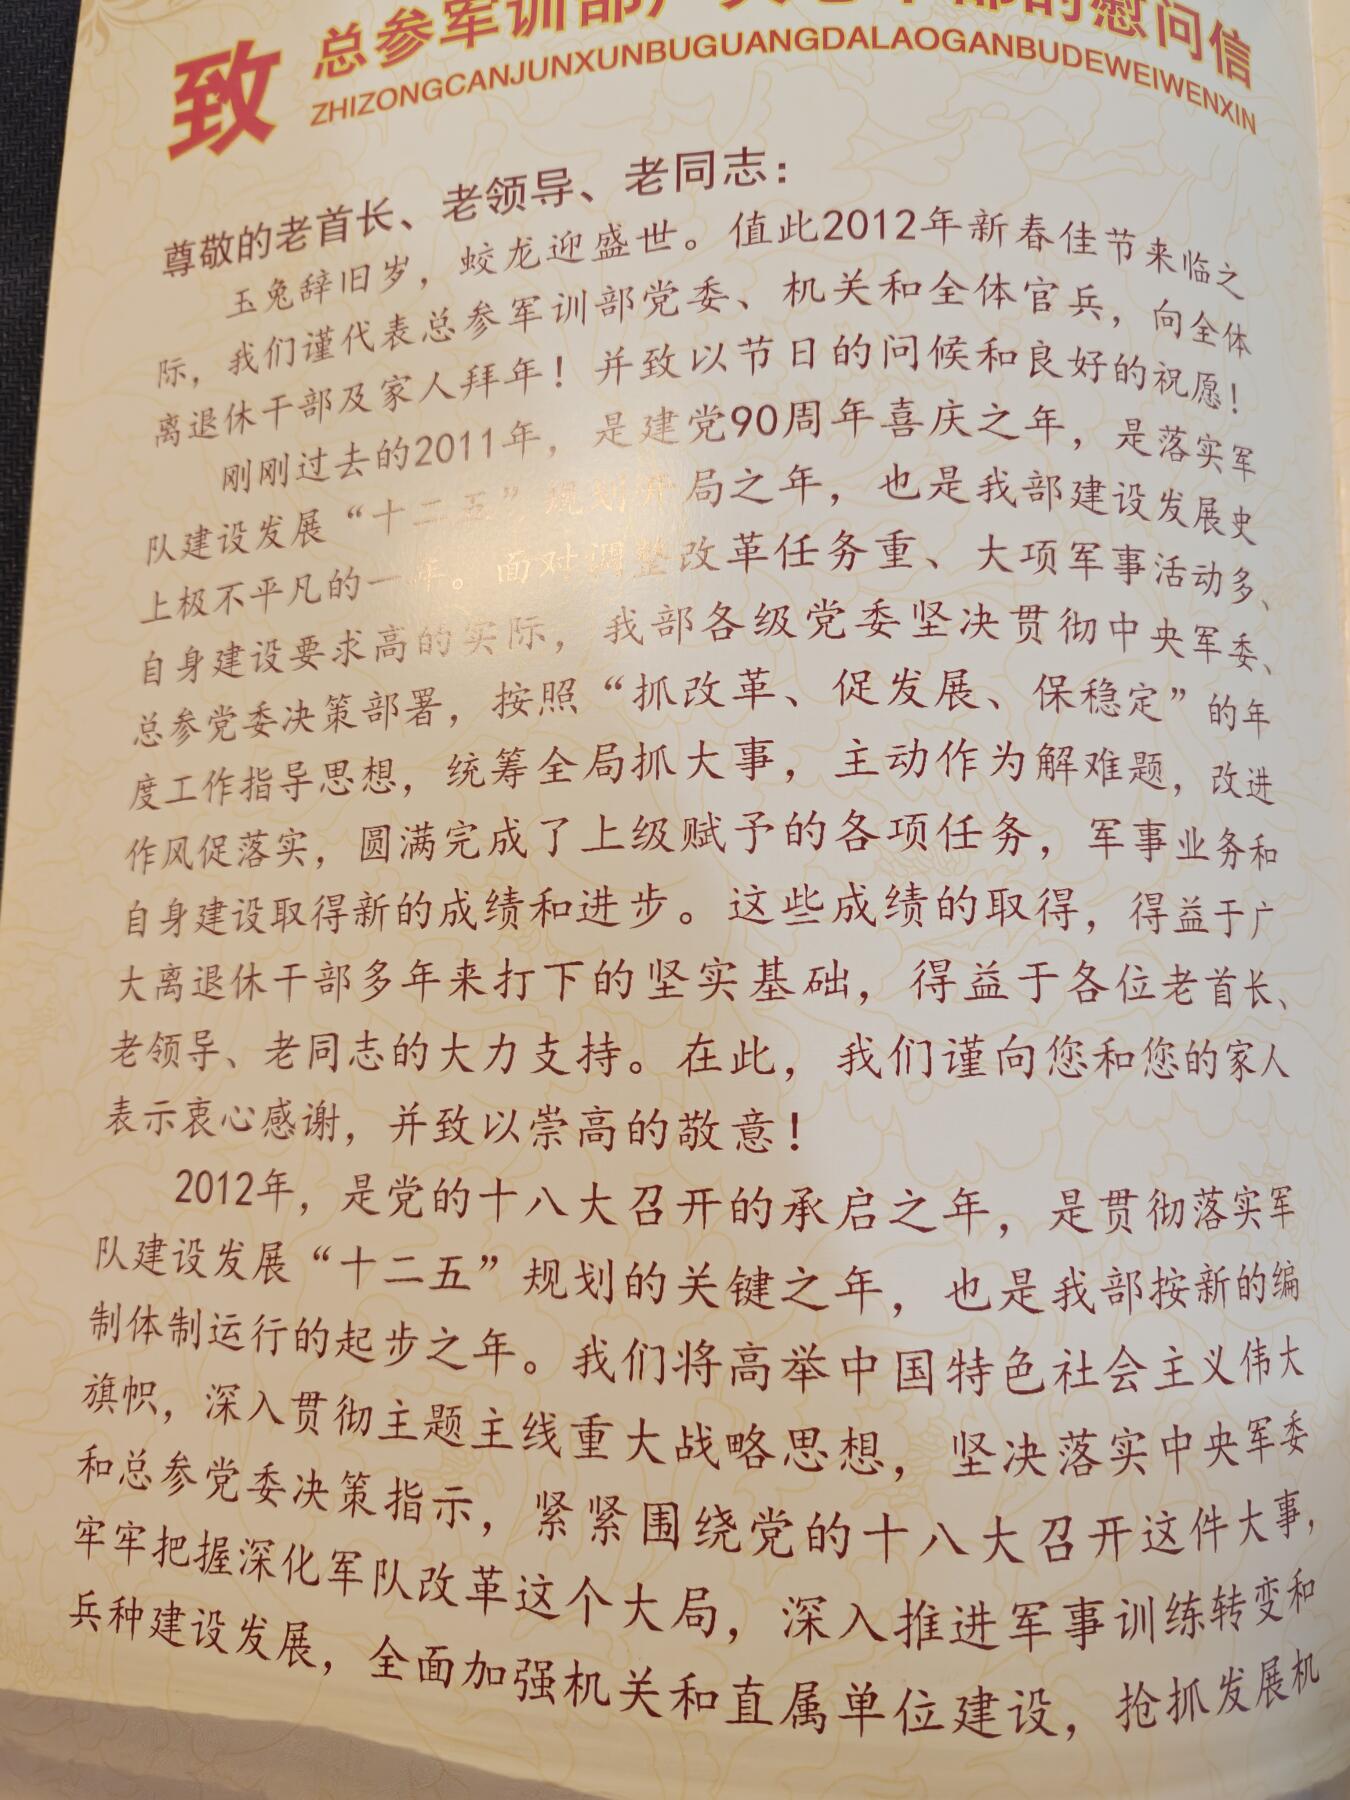 致
总参军训部广大老干部的慰问信
ZHIZONGCANJUNXUNBUGUANGDALAOGANBUDEWEIWENXIN
尊敬的老首长、老领导、老同志：
玉兔辞旧岁，蛟龙迎盛世。值此2012年新春佳节来临之
际，我们谨代表总参军训部党委、机关和全体官兵，向全体
离退休干部及家人拜年！并致以节日的问候和良好的祝愿！
刚刚过去的2011年，是建党90周年喜庆之年，是落实军
队建设发展“十二五”规划开局之年，也是我部建设发展史
上极不平凡的一年。面对调整改革任务重、大项军事活动多、
自身建设要求高的实际，我部各级党委坚决贯彻中央军委、
总参党委决策部署，按照“抓改革、促发展、保稳定”的年
度工作指导思想，统筹全局抓大事，主动作为解难题，改进
作风促落实，圆满完成了上级赋予的各项任务，军事业务和
自身建设取得新的成绩和进步。这些成绩的取得，得益于广
大离退休干部多年来打下的坚实基础，得益于各位老首长、
老领导、老同志的大力支持。在此，我们谨向您和您的家人
表示衷心感谢，并致以崇高的敬意！
2012年，是党的十八大召开的承启之年，是贯彻落实军
队建设发展“十二五”规划的关键之年，也是我部按新的编
制体制运行的起步之年。我们将高举中国特色社会主义伟大
旗帜，深入贯彻主题主线重大战略思想，坚决落实中央军委
和总参党委决策指示，紧紧围绕党的十八大召开这件大事，
牢牢把握深化军队改革这个大局，深入推进军事训练转变和
兵种建设发展，全面加强机关和直属单位建设，抢抓发展机